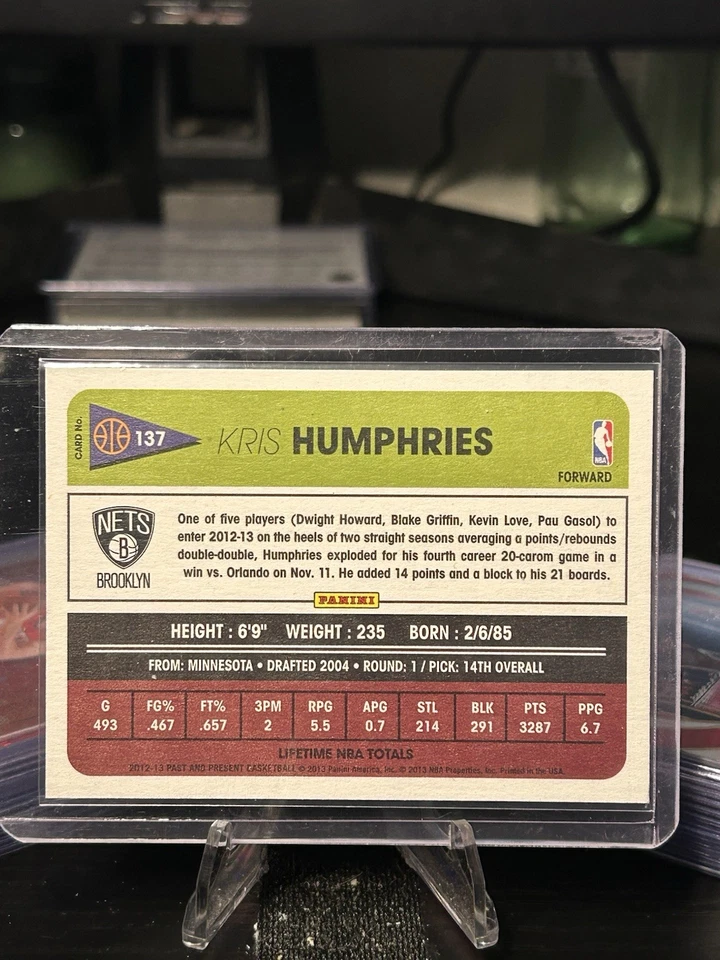 CARD No.
137
KRIS HUMPHRIES
NBA
FORWARD
NETS
B
BROOKLYN
One of five players (Dwight Howard, Blake Griffin, Kevin Love, Pau Gasol) to
enter 2012-13 on the heels of two straight seasons averaging a points/rebounds
double-double, Humphries exploded for his fourth career 20-carom game in a
win vs. Orlando on Nov. 11. He added 14 points and a block to his 21 boards.
PANINI
HEIGHT : 6'9" WEIGHT : 235 BORN : 2/6/85
FROM: MINNESOTA • DRAFTED 2004 • ROUND: 1 / PICK: 14TH OVERALL
G FG% FT% 3PM RPG APG STL BLK PTS PPG
493 .467 .657 2 5.5 0.7 214 291 3287 6.7
LIFETIME NBA TOTALS
2012-13 PAST AND PRESENT BASKETBALL © 2013 Panini America, Inc. © 2013 NBA Properties, Inc. Printed in the USA.